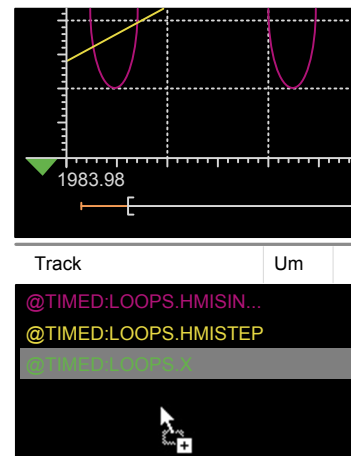 1983.98
Track Um
@TIMED:LOOPS.HMISIN...
@TIMED:LOOPS.HMISTEP
@TIMED:LOOPS.X